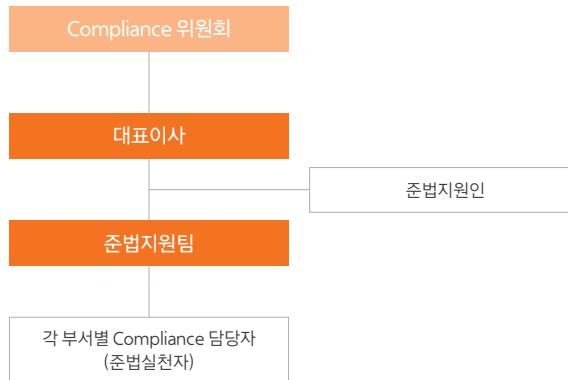 Compliance 위원회
대표이사
준법지원인
준법지원팀
각 부서별 Compliance 담당자
(준법실천자)